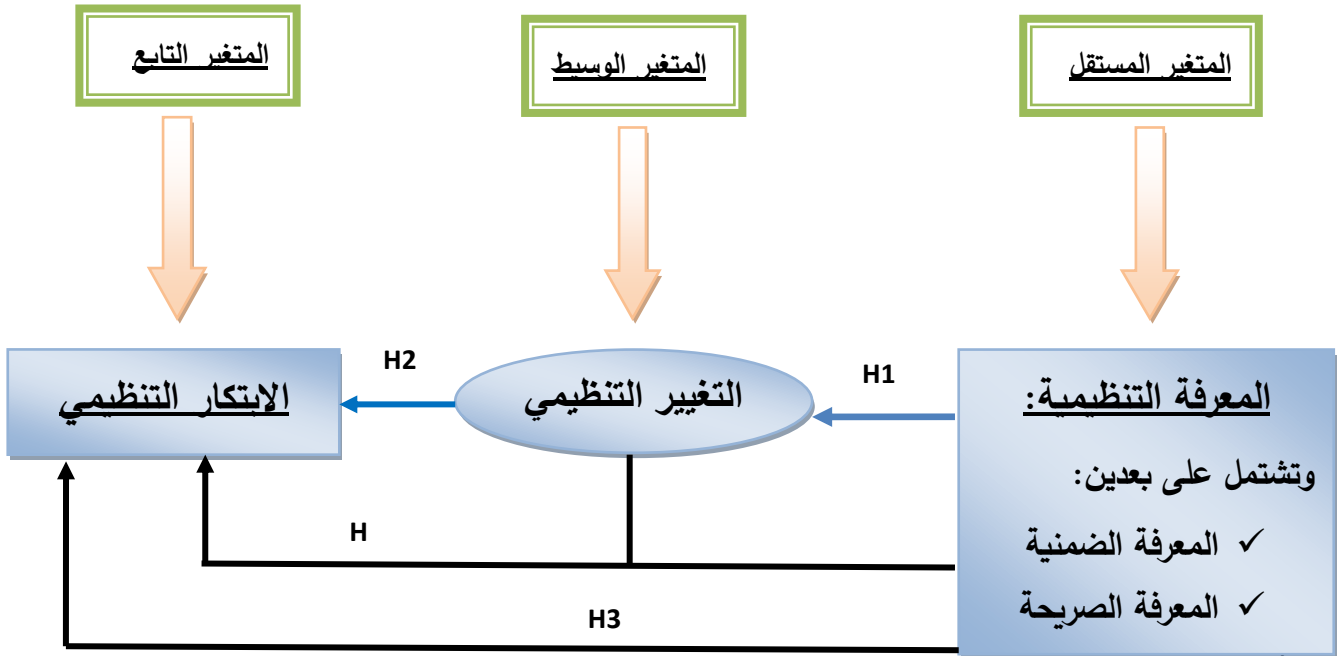 المتغير المستقل
المتغير الوسيط
المتغير التابع
المعرفة التنظيمية:
وتشتمل على بعدين:
✓ المعرفة الضمنية
✓ المعرفة الصريحة
H1
التغيير التنظيمي
H2
الابتكار التنظيمي
H
H3